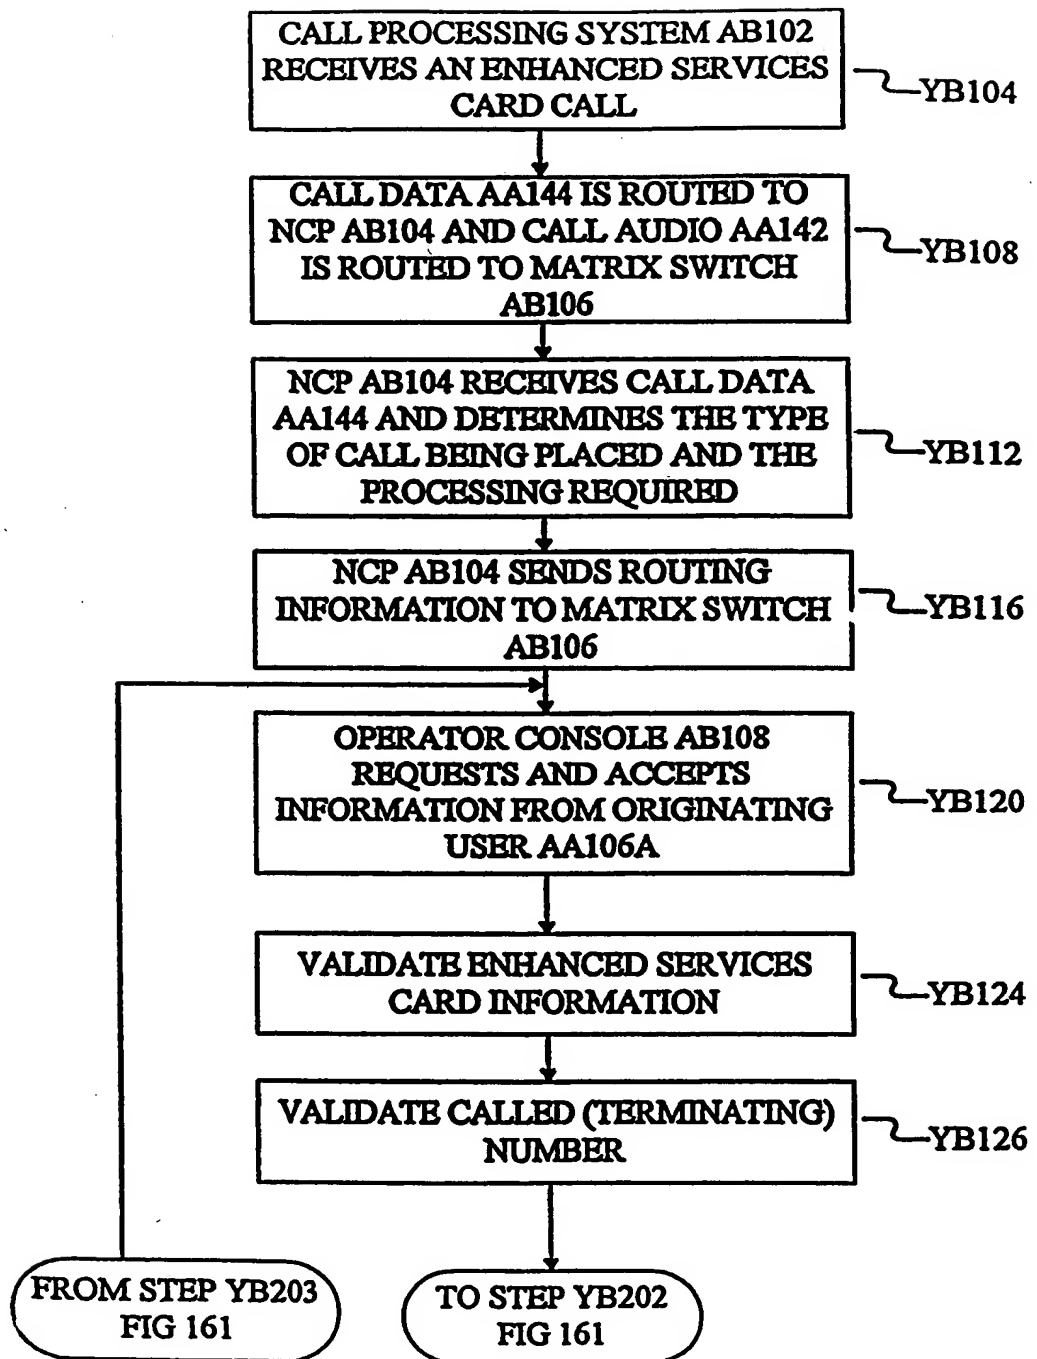 CALL PROCESSING SYSTEM AB102
RECEIVES AN ENHANCED SERVICES
CARD CALL
YB104
CALL DATA AA144 IS ROUTED TO
NCP AB104 AND CALL AUDIO AA142
IS ROUTED TO MATRIX SWITCH
AB106
YB108
NCP AB104 RECEIVES CALL DATA
AA144 AND DETERMINES THE TYPE
OF CALL BEING PLACED AND THE
PROCESSING REQUIRED
YB112
NCP AB104 SENDS ROUTING
INFORMATION TO MATRIX SWITCH
AB106
YB116
OPERATOR CONSOLE AB108
REQUESTS AND ACCEPTS
INFORMATION FROM ORIGINATING
USER AA106A
YB120
VALIDATE ENHANCED SERVICES
CARD INFORMATION
YB124
VALIDATE CALLED (TERMINATING)
NUMBER
YB126
FROM STEP YB203
FIG 161
TO STEP YB202
FIG 161